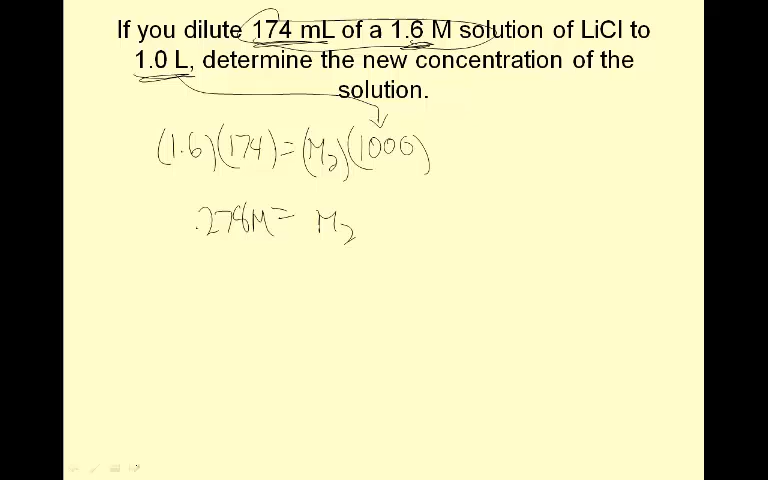 If you dilute 174 mL of a 1.6 M solution of LiCl to
1.0 L, determine the new concentration of the
solution.
(1.6)(174)=(M₂)(1000)
.278M= M₂